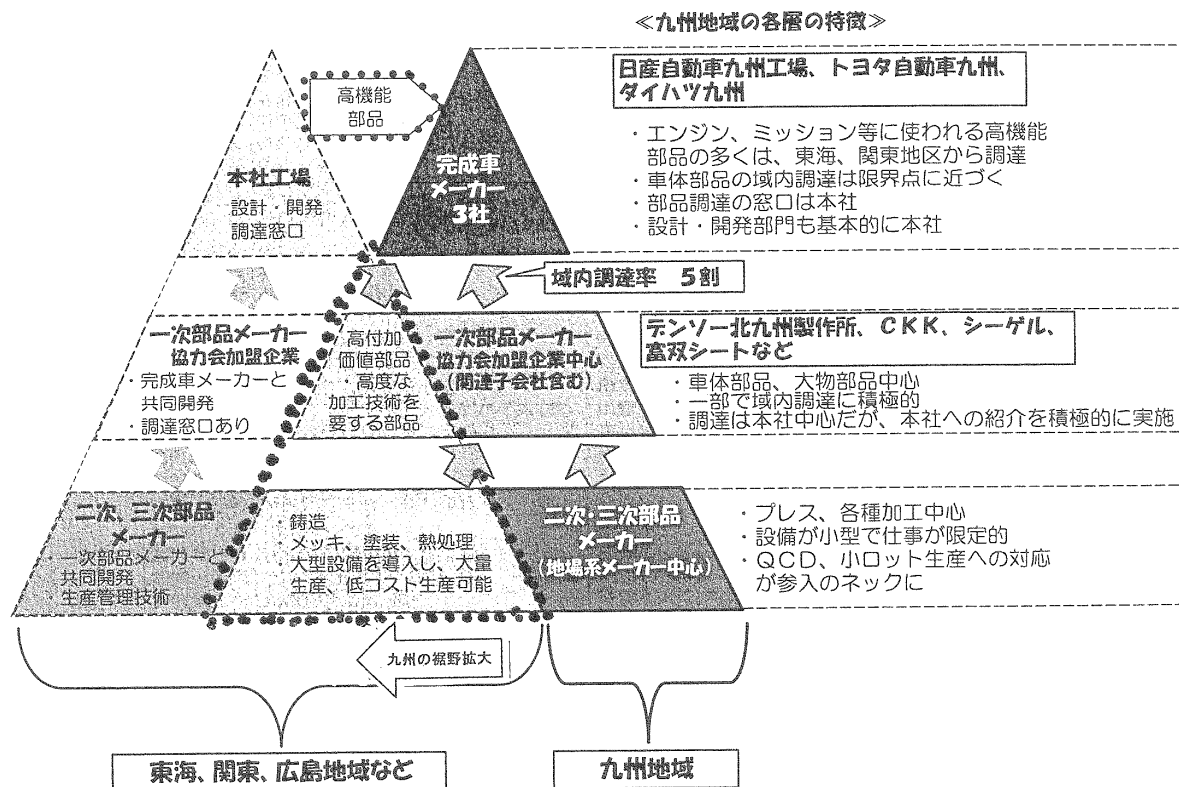 ≪九州地域の各層の特徴≫
高機能
部品
本社工場
設計・開発
調達窓口
完成車
メーカー
3社
日産自動車九州工場、トヨタ自動車九州、
ダイハツ九州
・エンジン、ミッション等に使われる高機能
部品の多くは、東海、関東地区から調達
・車体部品の域内調達は限界点に近づく
・部品調達の窓口は本社
・設計・開発部門も基本的に本社
域内調達率 5割
一次部品メーカー
協力会加盟企業
・完成車メーカーと
共同開発
・調達窓口あり
高付加
価値部品
・高度な
加工技術を
要する部品
一次部品メーカー
協力会加盟企業中心
(関連子会社含む)
デンソー北九州製作所、CKK、シーゲル、
富双シートなど
・車体部品、大物部品中心
・一部で域内調達に積極的
・調達は本社中心だが、本社への紹介を積極的に実施
二次、三次部品
メーカー
・一次部品メーカーと
共同開発
・生産管理技術
・鋳造
・メッキ、塗装、熱処理
・大型設備を導入し、大量
生産、低コスト生産可能
二次・三次部品
メーカー
(地場系メーカー中心)
・プレス、各種加工中心
・設備が小型で仕事が限定的
・QCD、小ロット生産への対応
が参入のネックに
九州の裾野拡大
東海、関東、広島地域など
九州地域